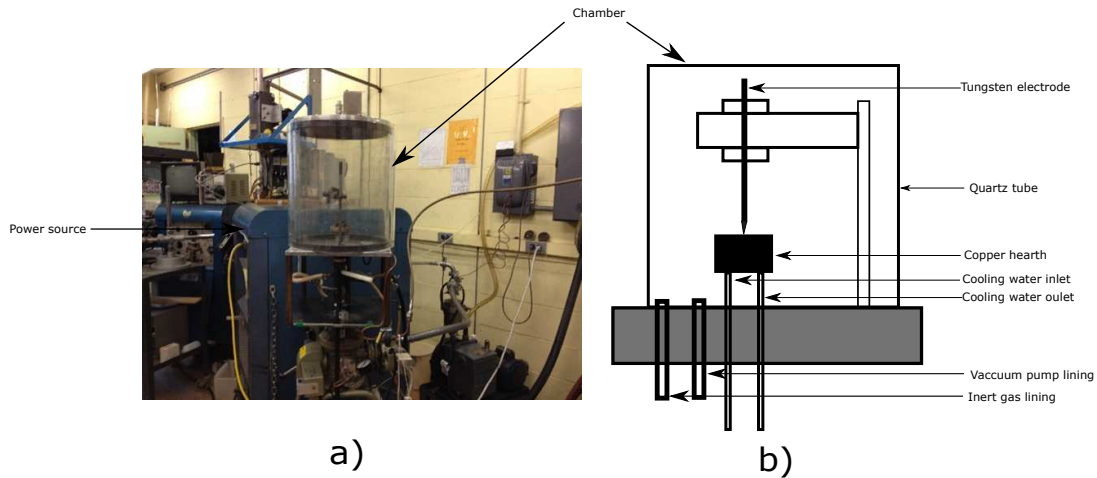 Chamber
Tungsten electrode
Quartz tube
Power source
Copper hearth
Cooling water inlet
Cooling water oulet
Vaccuum pump lining
Inert gas lining
a)
b)